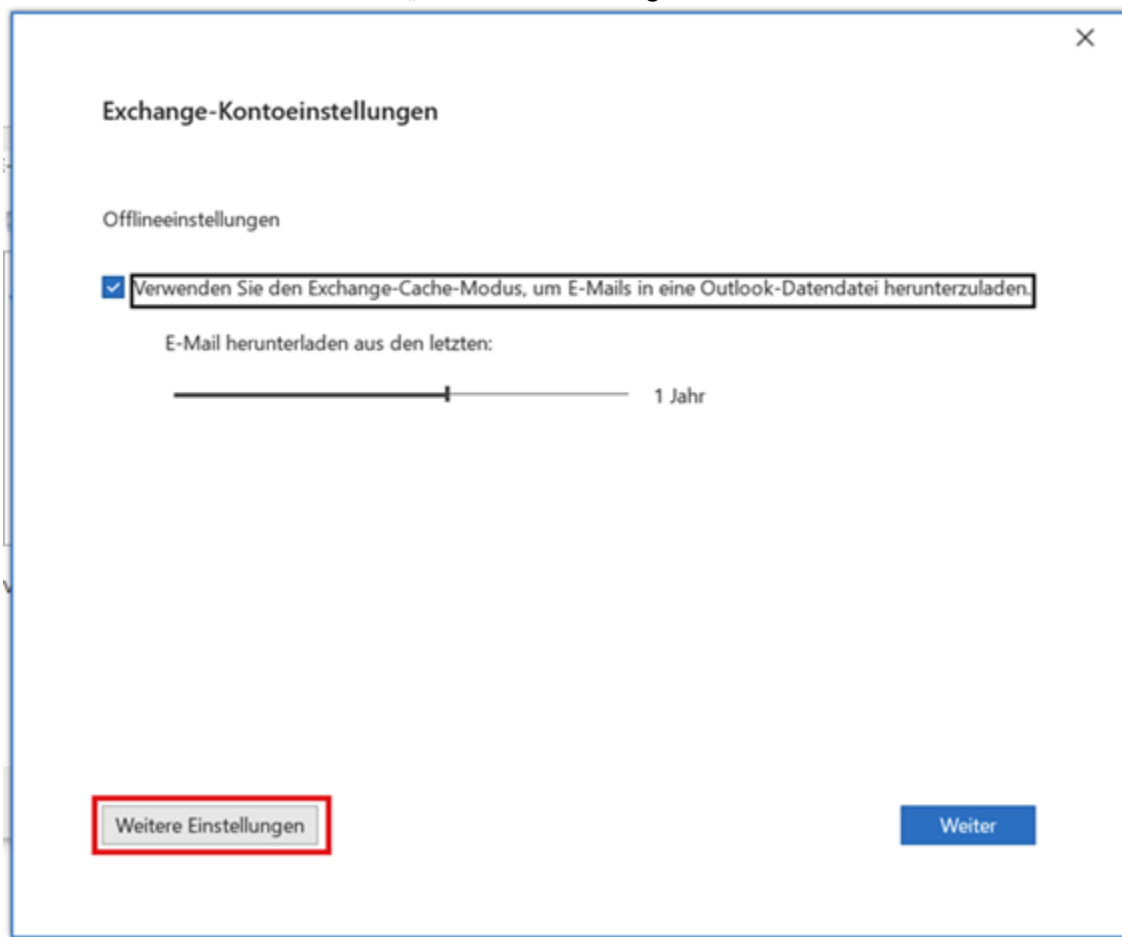 Exchange-Kontoeinstellungen
Offlineeinstellungen
Verwenden Sie den Exchange-Cache-Modus, um E-Mails in eine Outlook-Datendatei herunterzuladen.
E-Mail herunterladen aus den letzten:
1 Jahr
Weitere Einstellungen
Weiter